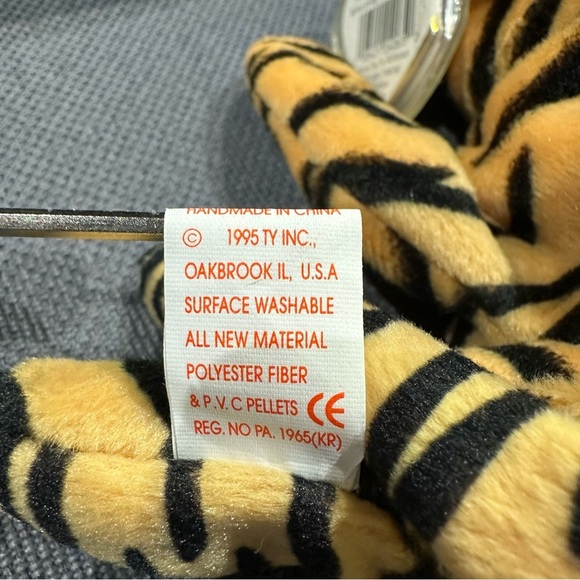 HANDMADE IN CHINA
© 1995 TY INC.,
OAKBROOK IL, U.S.A
SURFACE WASHABLE
ALL NEW MATERIAL
POLYESTER FIBER
& P.V.C PELLETS CE
REG. NO PA. 1965(KR)